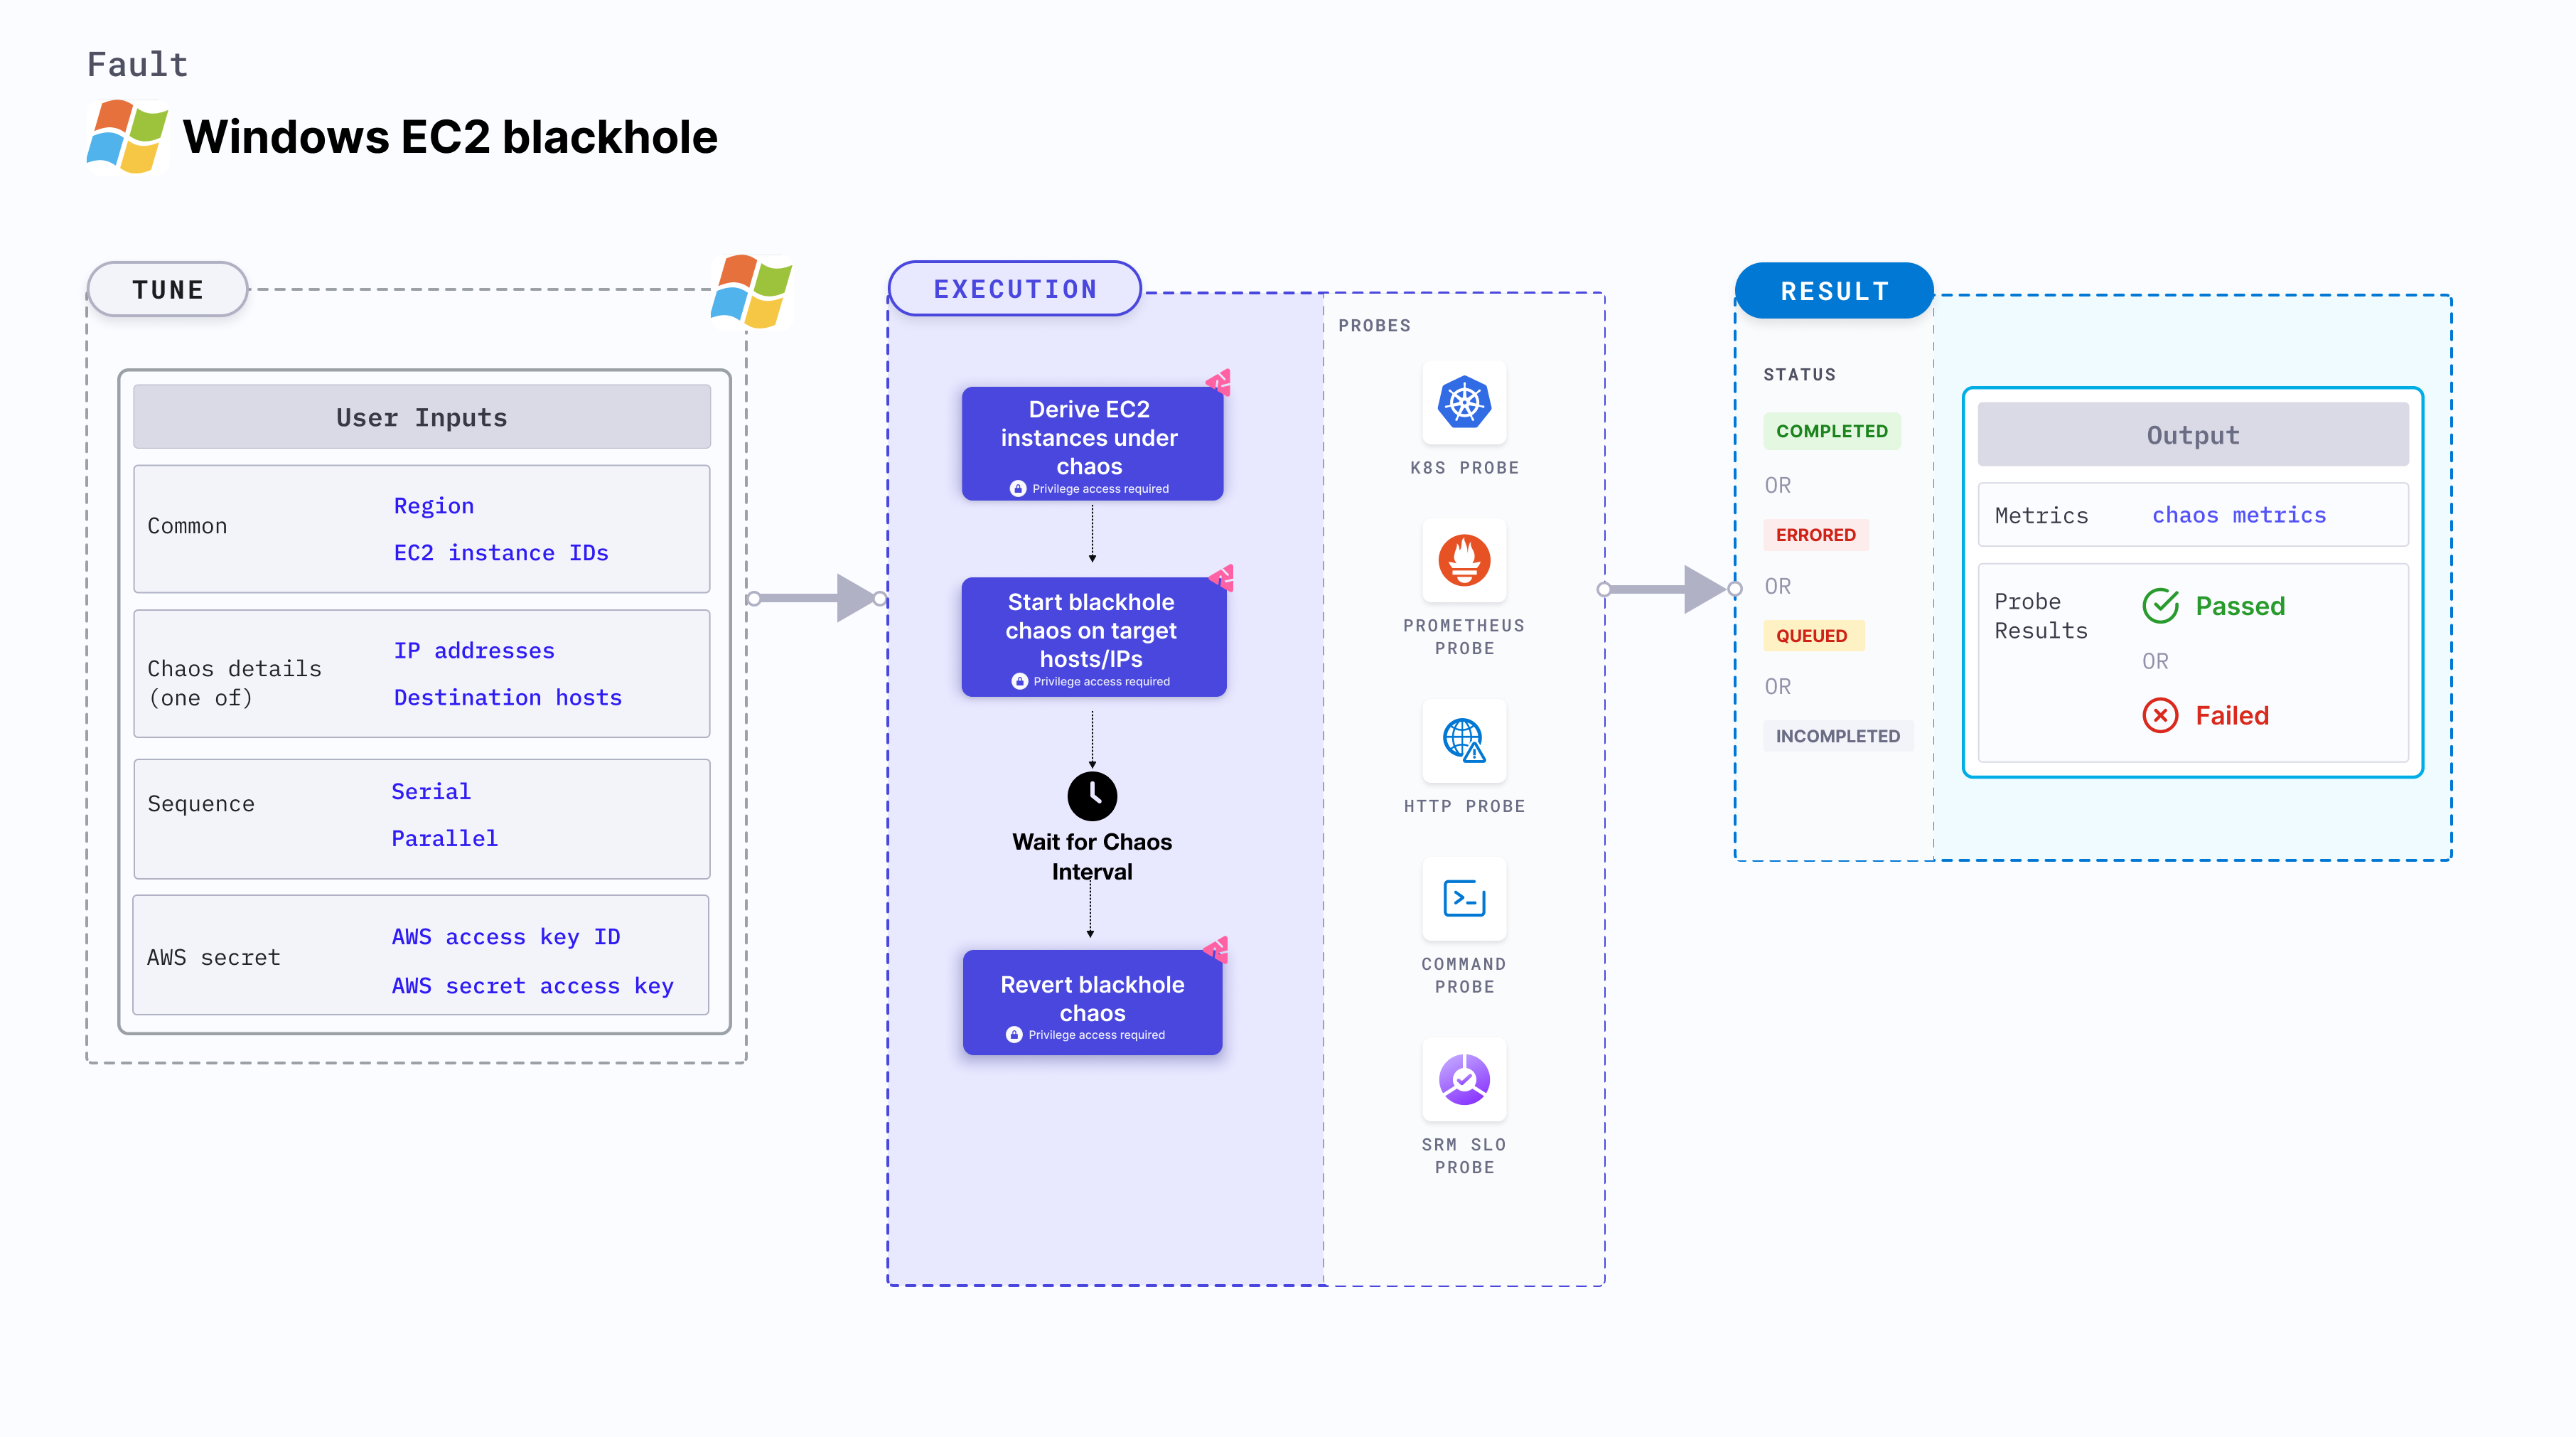 Fault
Windows EC2 blackhole
TUNE
User Inputs
Common
Region
EC2 instance IDs
Chaos details
(one of)
IP addresses
Destination hosts
Sequence
Serial
Parallel
AWS secret
AWS access key ID
AWS secret access key
EXECUTION
Derive EC2
instances under
chaos
Privilege access required
Start blackhole
chaos on target
hosts/IPs
Privilege access required
Wait for Chaos
Interval
Revert blackhole
chaos
Privilege access required
PROBES
K8S PROBE
PROMETHEUS
PROBE
HTTP PROBE
COMMAND
PROBE
SRM SLO
PROBE
RESULT
STATUS
COMPLETED
OR
ERRORED
OR
QUEUED
OR
INCOMPLETED
Output
Metrics
chaos metrics
Probe
Results
Passed
OR
Failed